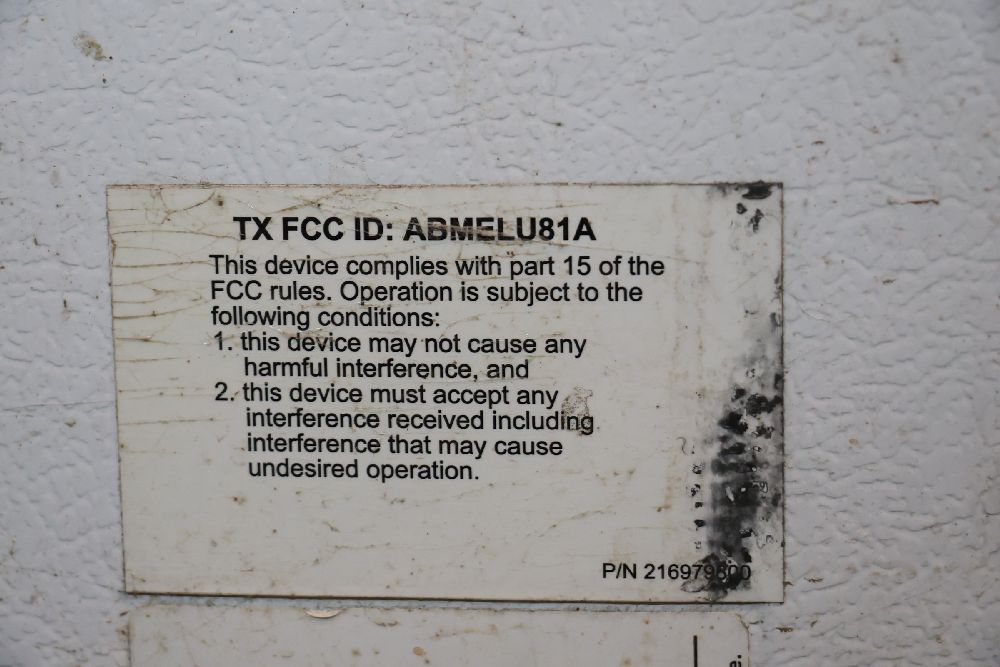 TX FCC ID: ABMELU81A
This device complies with part 15 of the
FCC rules. Operation is subject to the
following conditions:
1. this device may not cause any
harmful interference, and
2. this device must accept any
interference received including
interference that may cause
undesired operation.
P/N 216979800